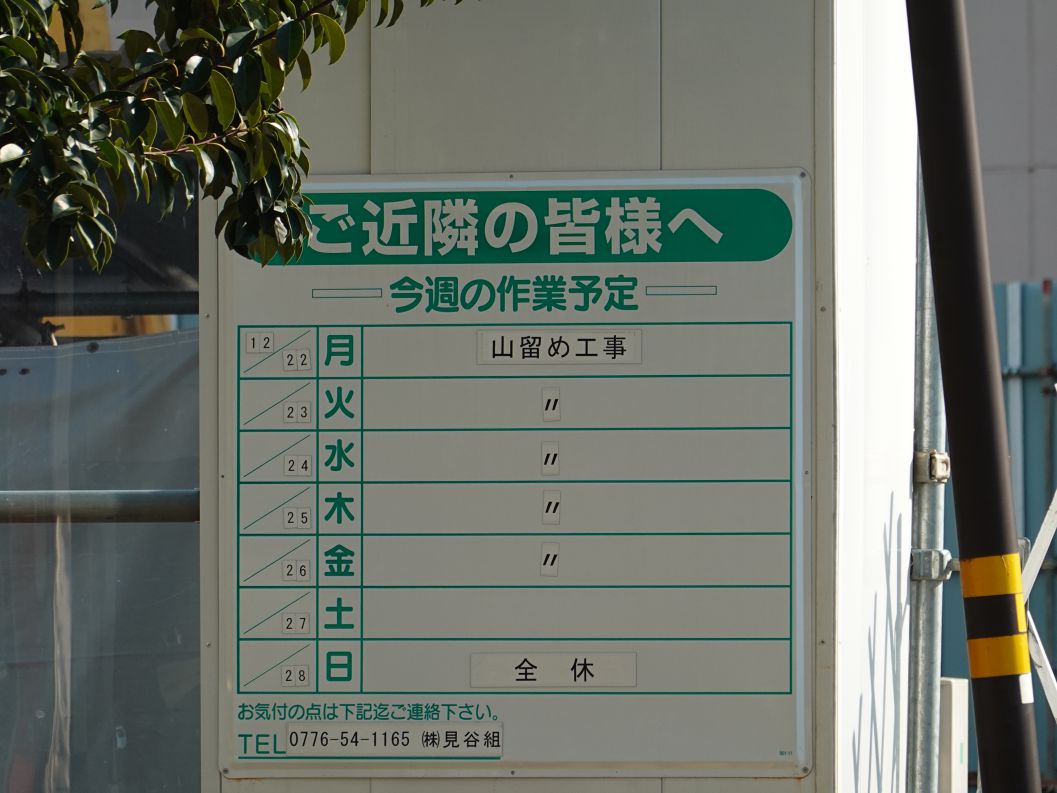 ご近隣の皆様へ
今週の作業予定
12/22 月 山留め工事
/23 火 〃
/24 水 〃
/25 木 〃
/26 金 〃
/27 土
/28 日 全 休
お気付の点は下記迄ご連絡下さい。
TEL 0776-54-1165 ㈱見谷組